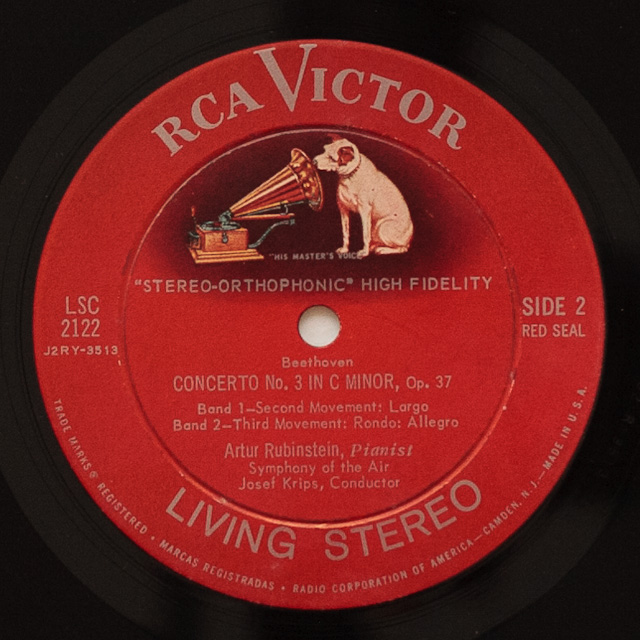 RCA VICTOR
"HIS MASTER'S VOICE"
"STEREO-ORTHOPHONIC" HIGH FIDELITY
LSC
2122
J2RY-3513
SIDE 2
RED SEAL
Beethoven
CONCERTO No. 3 IN C MINOR, Op. 37
Band 1—Second Movement: Largo
Band 2—Third Movement: Rondo: Allegro
Artur Rubinstein, Pianist
Symphony of the Air
Josef Krips, Conductor
LIVING STEREO
TRADE MARKS® REGISTERED • MARCAS REGISTRADAS • RADIO CORPORATION OF AMERICA—CAMDEN, N. J.—MADE IN U.S.A.